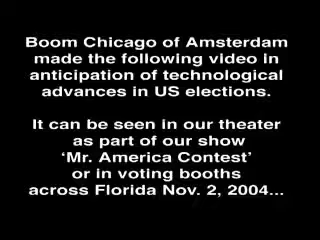 Boom Chicago of Amsterdam
made the following video in
anticipation of technological
advances in US elections.
It can be seen in our theater
as part of our show
'Mr. America Contest'
or in voting booths
across Florida Nov. 2, 2004...